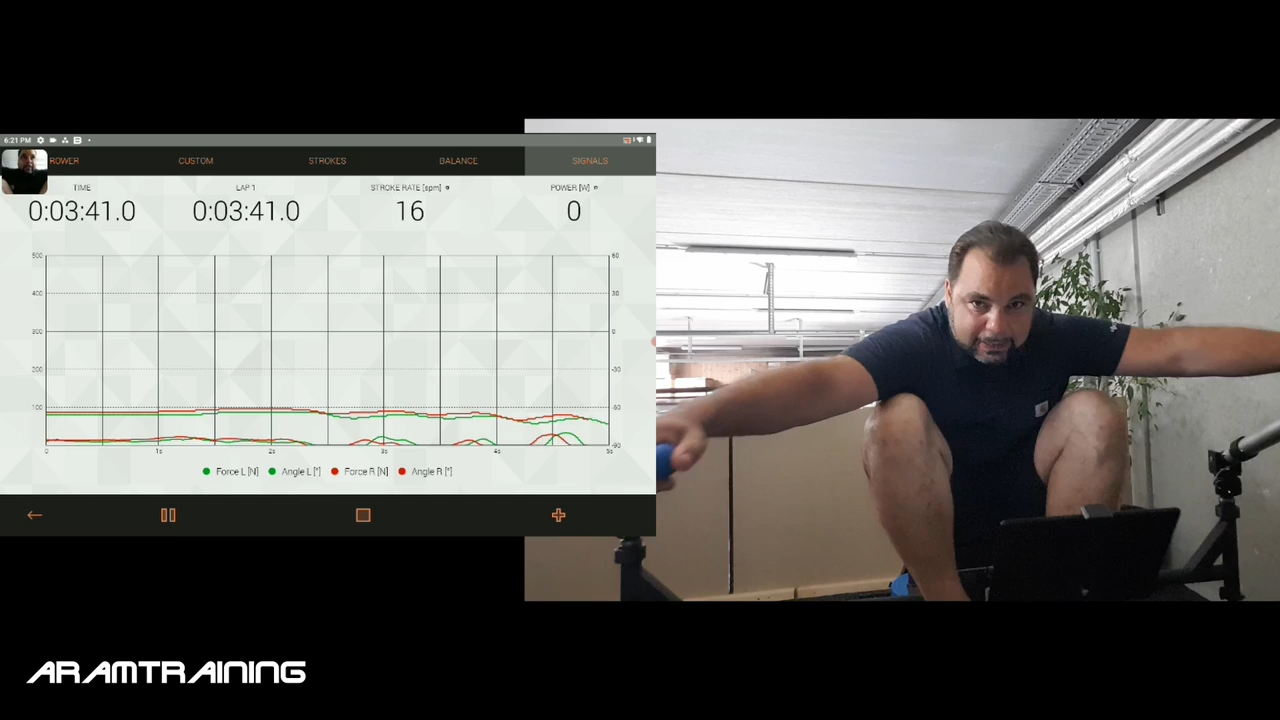 6:21 PM
ROWER CUSTOM STROKES BALANCE SIGNALS
TIME LAP 1 STROKE RATE [spm] POWER [W]
0:03:41.0 0:03:41.0 16 0
500 60
400 30
300 0
200 -30
100 -60
-90
0 1s 2s 3s 4s 5s
Force L [N] Angle L [°] Force R [N] Angle R [°]
ARAMTRAINING